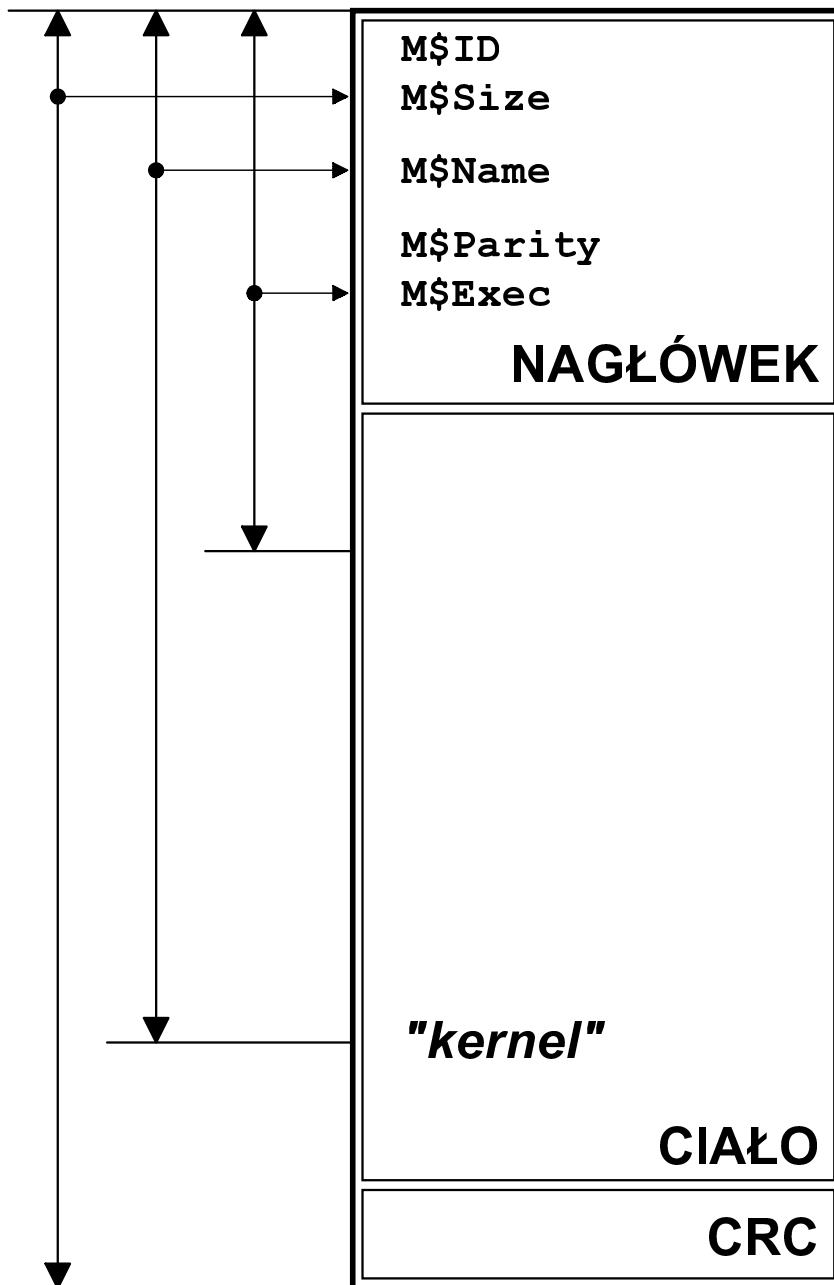 M$ID
M$Size
M$Name
M$Parity
M$Exec
NAGŁÓWEK
"kernel"
CIAŁO
CRC